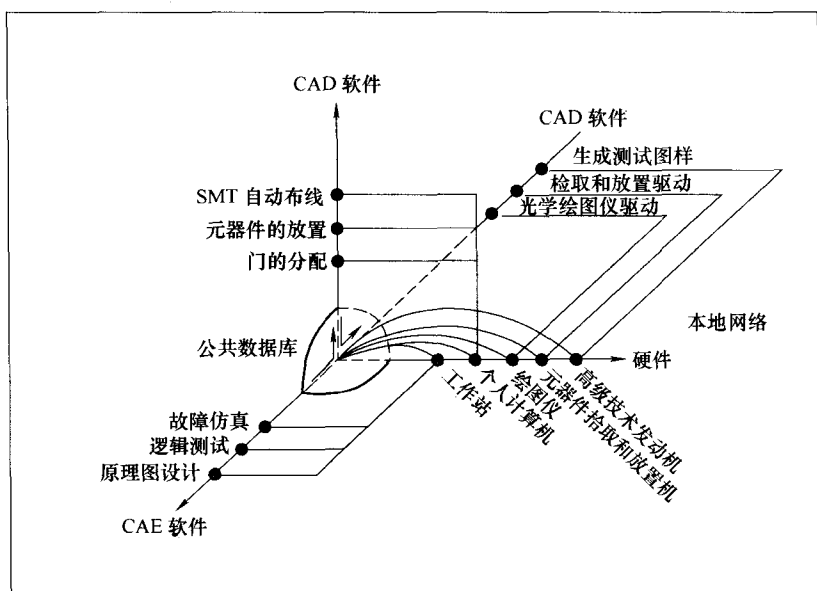 CAD 软件
CAD 软件
生成测试图样
检取和放置驱动
光学绘图仪驱动
SMT 自动布线
元器件的放置
门的分配
本地网络
公共数据库
硬件
工作站
个人计算机
绘图仪
元器件拾取和放置机
高级技术发动机
故障仿真
逻辑测试
原理图设计
CAE 软件